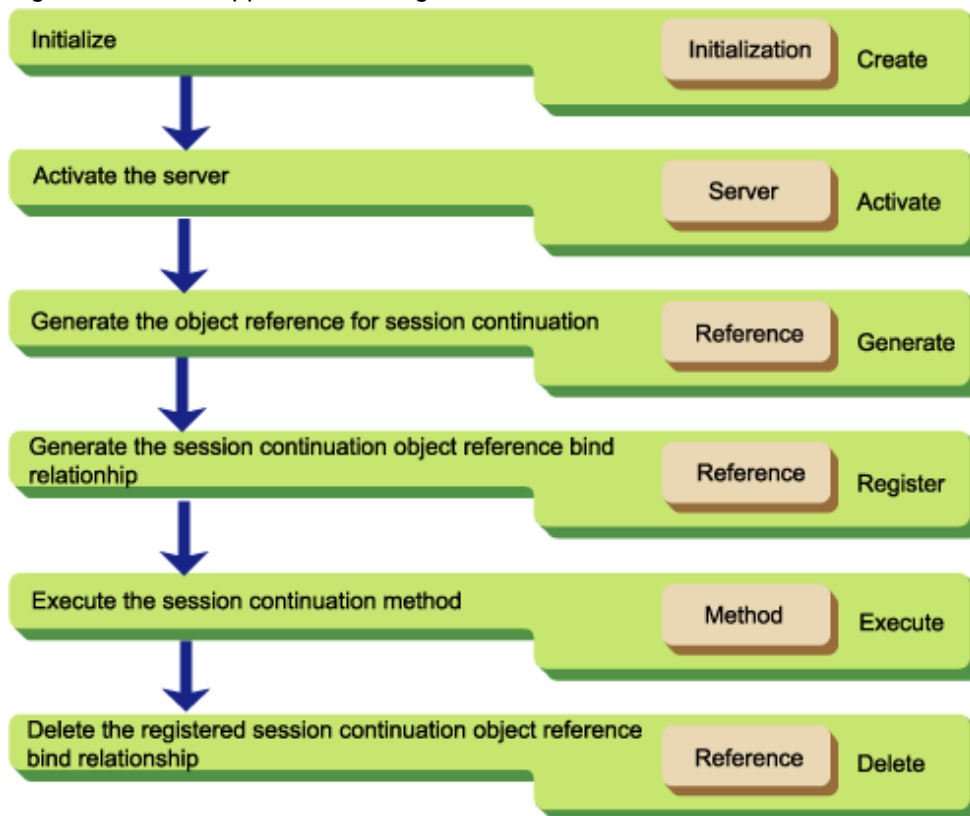 Initialize
Initialization
Create
Activate the server
Server
Activate
Generate the object reference for session continuation
Reference
Generate
Generate the session continuation object reference bind
relationhip
Reference
Register
Execute the session continuation method
Method
Execute
Delete the registered session continuation object reference
bind relationship
Reference
Delete